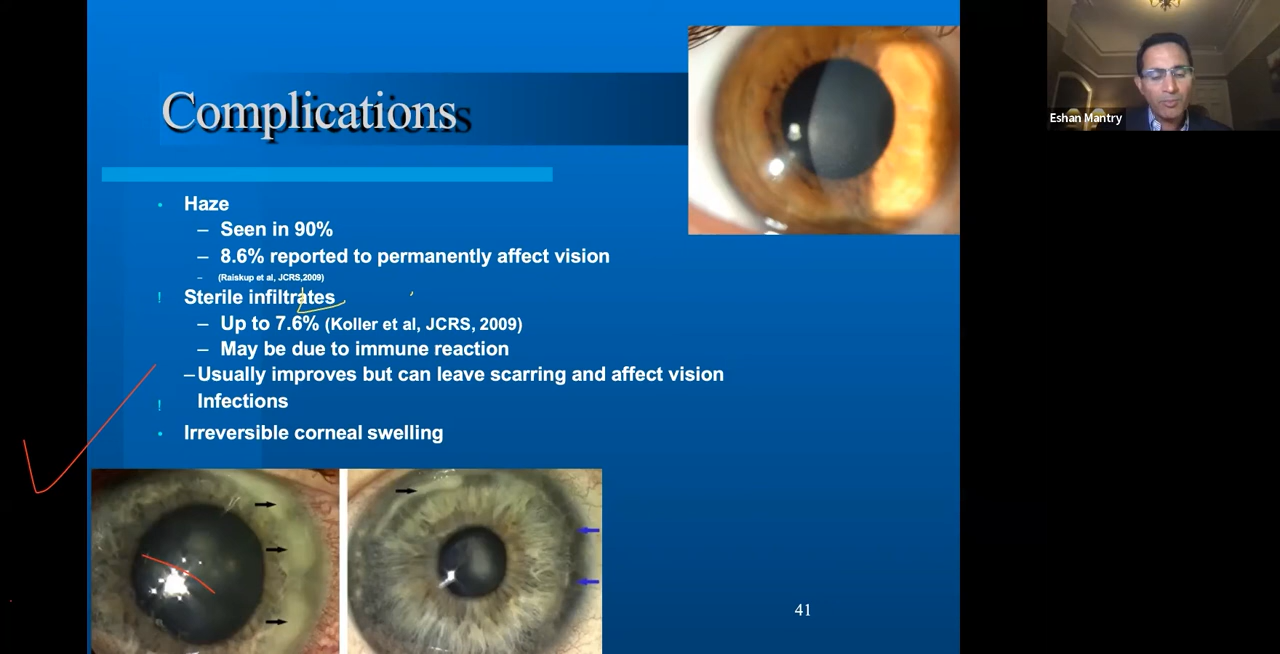 Complications
Eshan Mantry
• Haze
– Seen in 90%
– 8.6% reported to permanently affect vision
– (Raiskup et al, JCRS,2009)
! Sterile infiltrates
– Up to 7.6% (Koller et al, JCRS, 2009)
– May be due to immune reaction
–Usually improves but can leave scarring and affect vision
! Infections
• Irreversible corneal swelling
41